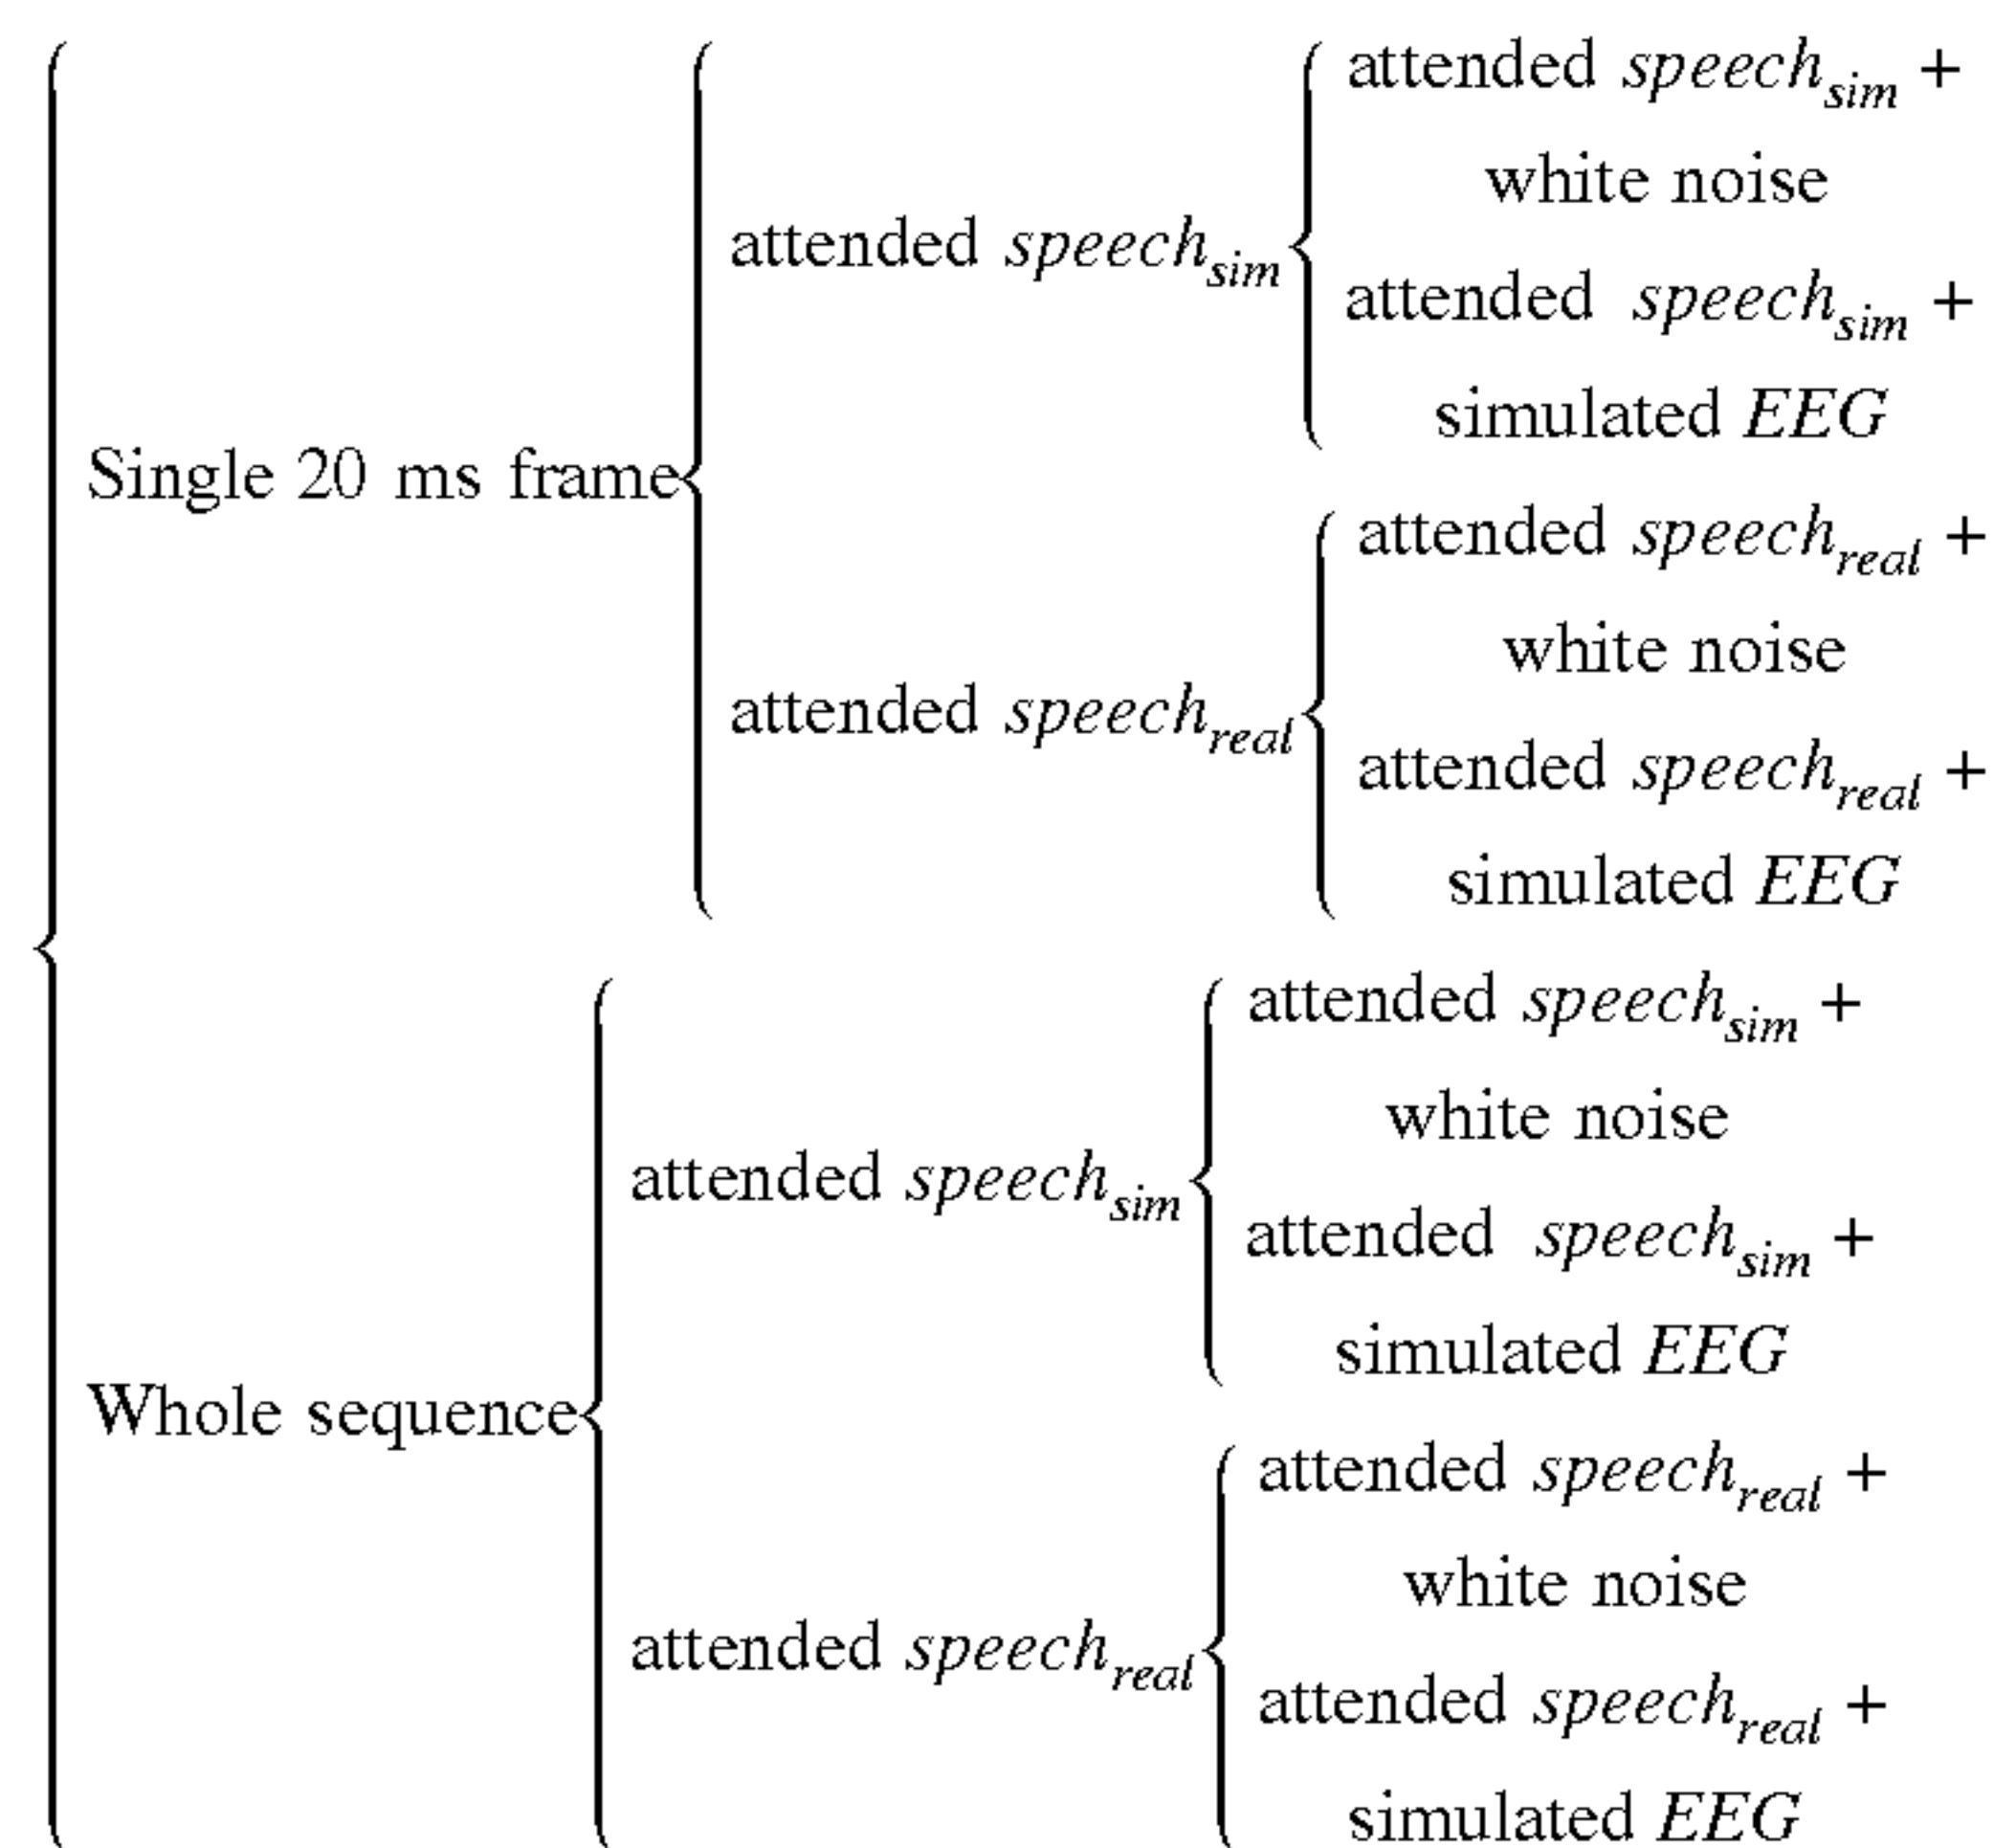 attended speech_sim +
white noise
attended speech_sim
attended speech_sim +
simulated EEG
Single 20 ms frame
attended speech_real +
white noise
attended speech_real
attended speech_real +
simulated EEG
attended speech_sim +
white noise
attended speech_sim
attended speech_sim +
simulated EEG
Whole sequence
attended speech_real +
white noise
attended speech_real
attended speech_real +
simulated EEG